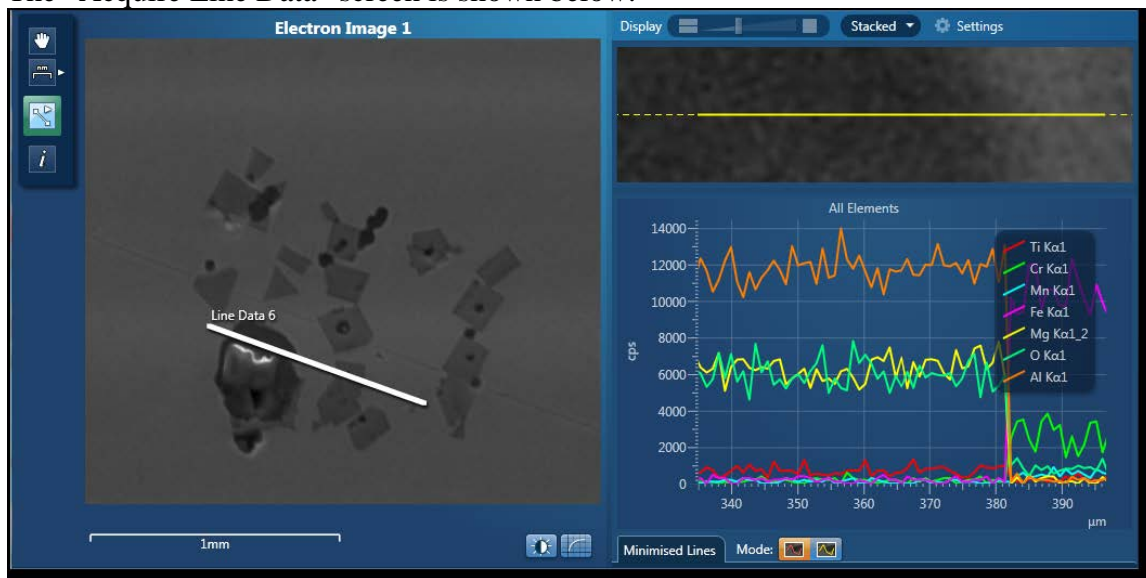 The "Acquire Line Data" screen is shown below.
Electron Image 1
nm
i
Line Data 6
1mm
Display
Stacked
Settings
All Elements
14000
12000
10000
8000
6000
4000
2000
0
cps
340
350
360
370
380
390
µm
Ti Kα1
Cr Kα1
Mn Kα1
Fe Kα1
Mg Kα1_2
O Kα1
Al Kα1
Minimised Lines
Mode: